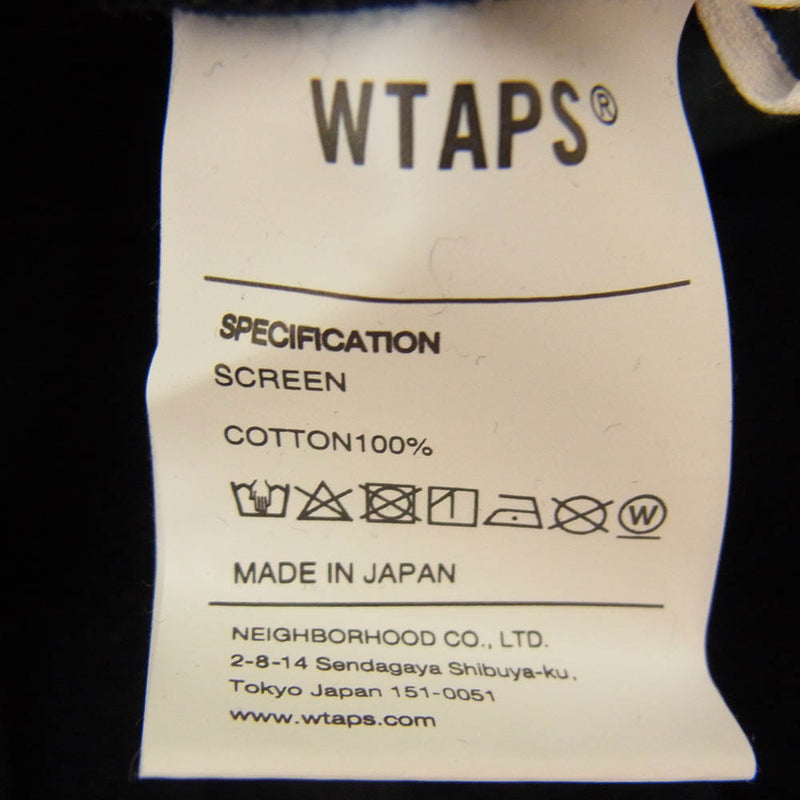 WTAPS®
SPECIFICATION
SCREEN
COTTON100%
W
MADE IN JAPAN
NEIGHBORHOOD CO., LTD.
2-8-14 Sendagaya Shibuya-ku,
Tokyo Japan 151-0051
www.wtaps.com